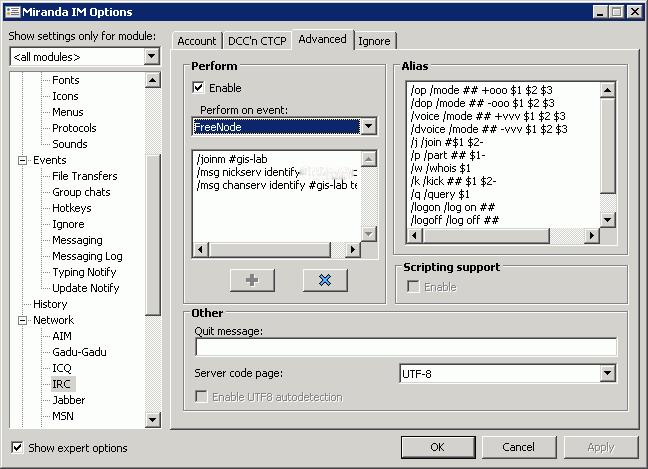 Miranda IM Options
Show settings only for module:
<all modules>
Fonts
Icons
Menus
Protocols
Sounds
Events
File Transfers
Group chats
Hotkeys
Ignore
Messaging
Messaging Log
Typing Notify
Update Notify
History
Network
AIM
Gadu-Gadu
ICQ
IRC
Jabber
MSN
Show expert options
Account
DCC'n CTCP
Advanced
Ignore
Perform
Enable
Perform on event:
FreeNode
/joinm #gis-lab
/msg nickserv identify
/msg chanserv identify #gis-lab te
Alias
/op /mode ## +ooo $1 $2 $3
/dop /mode ## -ooo $1 $2 $3
/voice /mode ## +vvv $1 $2 $3
/dvoice /mode ## -vvv $1 $2 $3
/j /join #$1 $2-
/p /part ## $1-
/w /whois $1
/k /kick ## $1 $2-
/q /query $1
/logon /log on ##
/logoff /log off ##
Scripting support
Enable
Other
Quit message:
Server code page:
UTF-8
Enable UTF8 autodetection
OK
Cancel
Apply